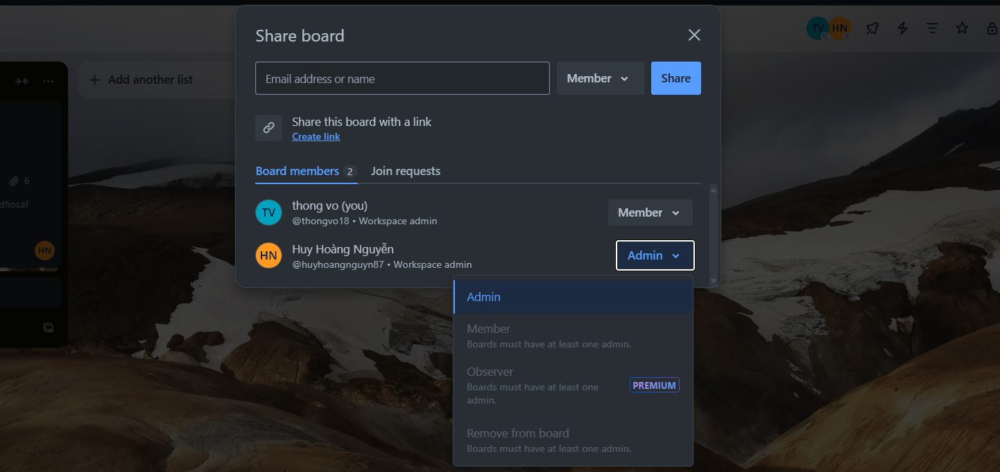 Share board
TV HN
Email address or name
Member
Share
Add another list
Share this board with a link
Create link
Board members 2
Join requests
6
dfiosaf
TV
thong vo (you)
@thongvo18 • Workspace admin
Member
HN
HN
Huy Hoàng Nguyễn
@huyhoangnguyn87 • Workspace admin
Admin
Admin
Member
Boards must have at least one admin.
Observer
Boards must have at least one
admin.
PREMIUM
Remove from board
Boards must have at least one admin.